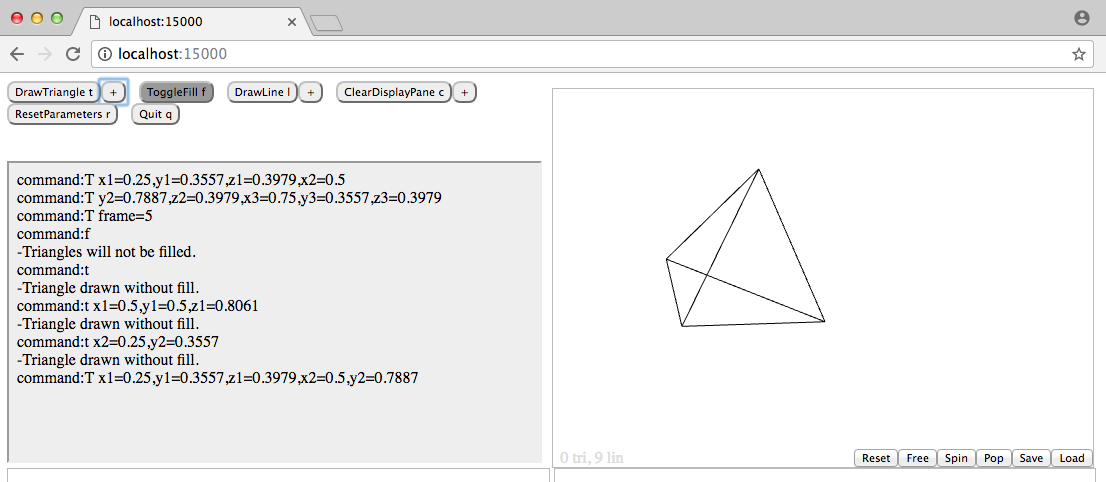 localhost:15000
localhost:15000
DrawTriangle t + ToggleFill f DrawLine l + ClearDisplayPane c +
ResetParameters r Quit q
command:T x1=0.25,y1=0.3557,z1=0.3979,x2=0.5
command:T y2=0.7887,z2=0.3979,x3=0.75,y3=0.3557,z3=0.3979
command:T frame=5
command:f
-Triangles will not be filled.
command:t
-Triangle drawn without fill.
command:t x1=0.5,y1=0.5,z1=0.8061
-Triangle drawn without fill.
command:t x2=0.25,y2=0.3557
-Triangle drawn without fill.
command:T x1=0.25,y1=0.3557,z1=0.3979,x2=0.5,y2=0.7887
0 tri, 9 lin
Reset Free Spin Pop Save Load